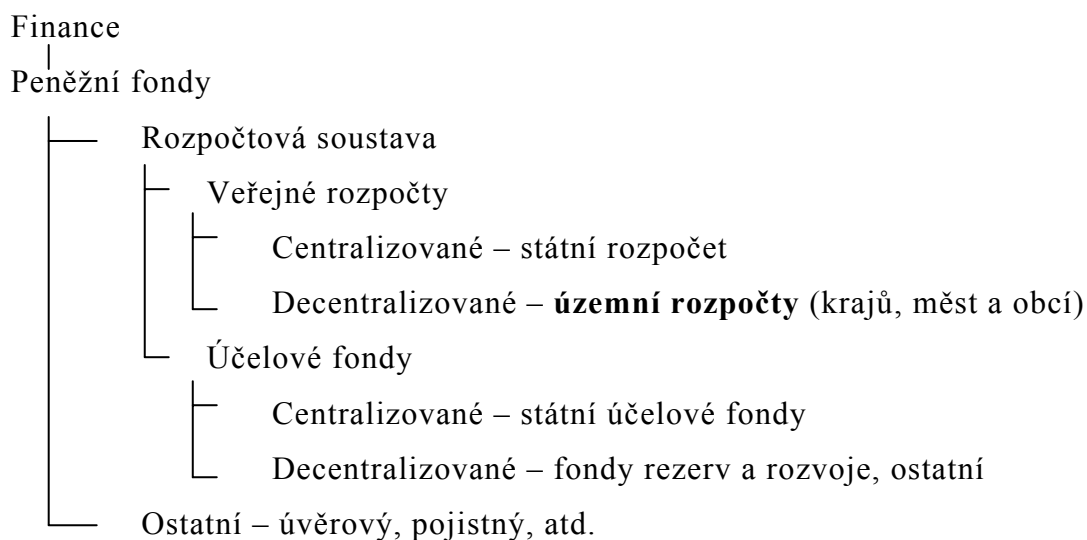 Finance
Peněžní fondy
Rozpočtová soustava
Veřejné rozpočty
Centralizované – státní rozpočet
Decentralizované – územní rozpočty (krajů, měst a obcí)
Účelové fondy
Centralizované – státní účelové fondy
Decentralizované – fondy rezerv a rozvoje, ostatní
Ostatní – úvěrový, pojistný, atd.